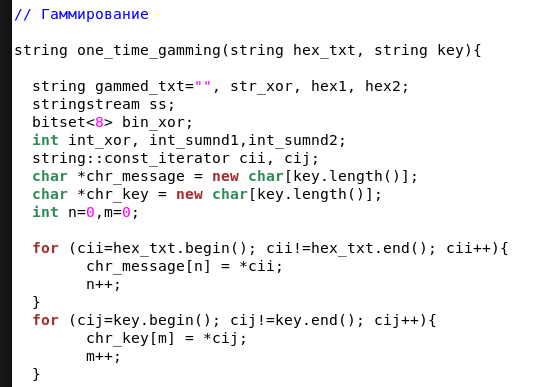 // Гаммирование
string one_time_gamming(string hex_txt, string key){
string gammed_txt="", str_xor, hex1, hex2;
stringstream ss;
bitset<8> bin_xor;
int int_xor, int_sumnd1,int_sumnd2;
string::const_iterator cii, cij;
char *chr_message = new char[key.length()];
char *chr_key = new char[key.length()];
int n=0,m=0;
for (cii=hex_txt.begin(); cii!=hex_txt.end(); cii++){
chr_message[n] = *cii;
n++;
}
for (cij=key.begin(); cij!=key.end(); cij++){
chr_key[m] = *cij;
m++;
}